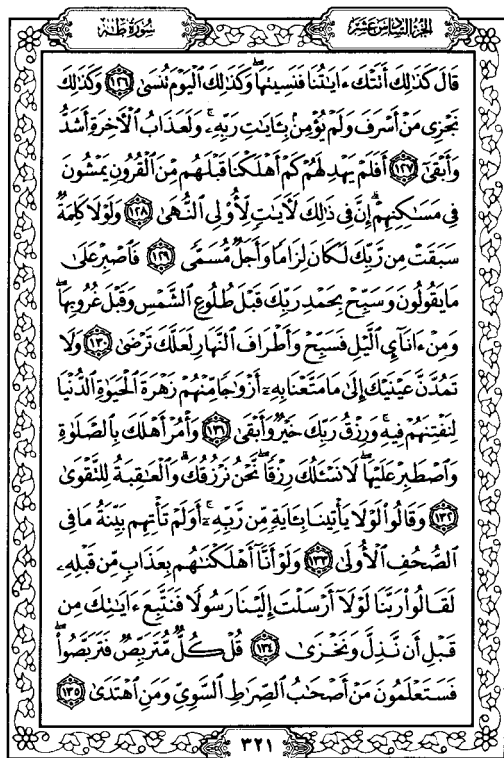 سُورَةُ طه الجُزْءُ السَّادِسُ عَشَرَ
قَالَ كَذَٰلِكَ أَتَتْكَ ءَايَٰتُنَا فَنَسِيتَهَا ۖ وَكَذَٰلِكَ ٱلْيَوْمَ تُنسَىٰ ١٢٦ وَكَذَٰلِكَ
نَجْزِى مَنْ أَسْرَفَ وَلَمْ يُؤْمِنۢ بِـَٔايَٰتِ رَبِّهِۦ ۚ وَلَعَذَابُ ٱلْءَاخِرَةِ أَشَدُّ
وَأَبْقَىٰٓ ١٢٧ أَفَلَمْ يَهْدِ لَهُمْ كَمْ أَهْلَكْنَا قَبْلَهُم مِّنَ ٱلْقُرُونِ يَمْشُونَ
فِى مَسَٰكِنِهِمْ ۗ إِنَّ فِى ذَٰلِكَ لَءَايَٰتٍ لِّأُو۟لِى ٱلنُّهَىٰ ١٢٨ وَلَوْلَا كَلِمَةٌ
سَبَقَتْ مِن رَّبِّكَ لَكَانَ لِزَامًا وَأَجَلٌ مُّسَمًّى ١٢٩ فَٱصْبِرْ عَلَىٰ
مَا يَقُولُونَ وَسَبِّحْ بِحَمْدِ رَبِّكَ قَبْلَ طُلُوعِ ٱلشَّمْسِ وَقَبْلَ غُرُوبِهَا ۖ
وَمِنْ ءَانَآئِ ٱلَّيْلِ فَسَبِّحْ وَأَطْرَافَ ٱلنَّهَارِ لَعَلَّكَ تَرْضَىٰ ١٣٠ وَلَا
تَمُدَّنَّ عَيْنَيْكَ إِلَىٰ مَا مَتَّعْنَا بِهِۦٓ أَزْوَٰجًا مِّنْهُمْ زَهْرَةَ ٱلْحَيَوٰةِ ٱلدُّنْيَا
لِنَفْتِنَهُمْ فِيهِ ۚ وَرِزْقُ رَبِّكَ خَيْرٌ وَأَبْقَىٰ ١٣١ وَأْمُرْ أَهْلَكَ بِٱلصَّلَوٰةِ
وَٱصْطَبِرْ عَلَيْهَا ۖ لَا نَسْـَٔلُكَ رِزْقًا ۖ نَّحْنُ نَرْزُقُكَ ۗ وَٱلْعَٰقِبَةُ لِلتَّقْوَىٰ
١٣٢ وَقَالُوا۟ لَوْلَا يَأْتِينَا بِـَٔايَةٍ مِّن رَّبِّهِۦٓ ۚ أَوَلَمْ تَأْتِهِم بَيِّنَةُ مَا فِى
ٱلصُّحُفِ ٱلْأُولَىٰ ١٣٣ وَلَوْ أَنَّآ أَهْلَكْنَٰهُم بِعَذَابٍ مِّن قَبْلِهِۦ
لَقَالُوا۟ رَبَّنَا لَوْلَآ أَرْسَلْتَ إِلَيْنَا رَسُولًا فَنَتَّبِعَ ءَايَٰتِكَ مِن
قَبْلِ أَن نَّذِلَّ وَنَخْزَىٰ ١٣٤ قُلْ كُلٌّ مُّتَرَبِّصٌ فَتَرَبَّصُوا۟ ۖ
فَسَتَعْلَمُونَ مَنْ أَصْحَٰبُ ٱلصِّرَٰطِ ٱلسَّوِىِّ وَمَنِ ٱهْتَدَىٰ ١٣٥
٣٢١